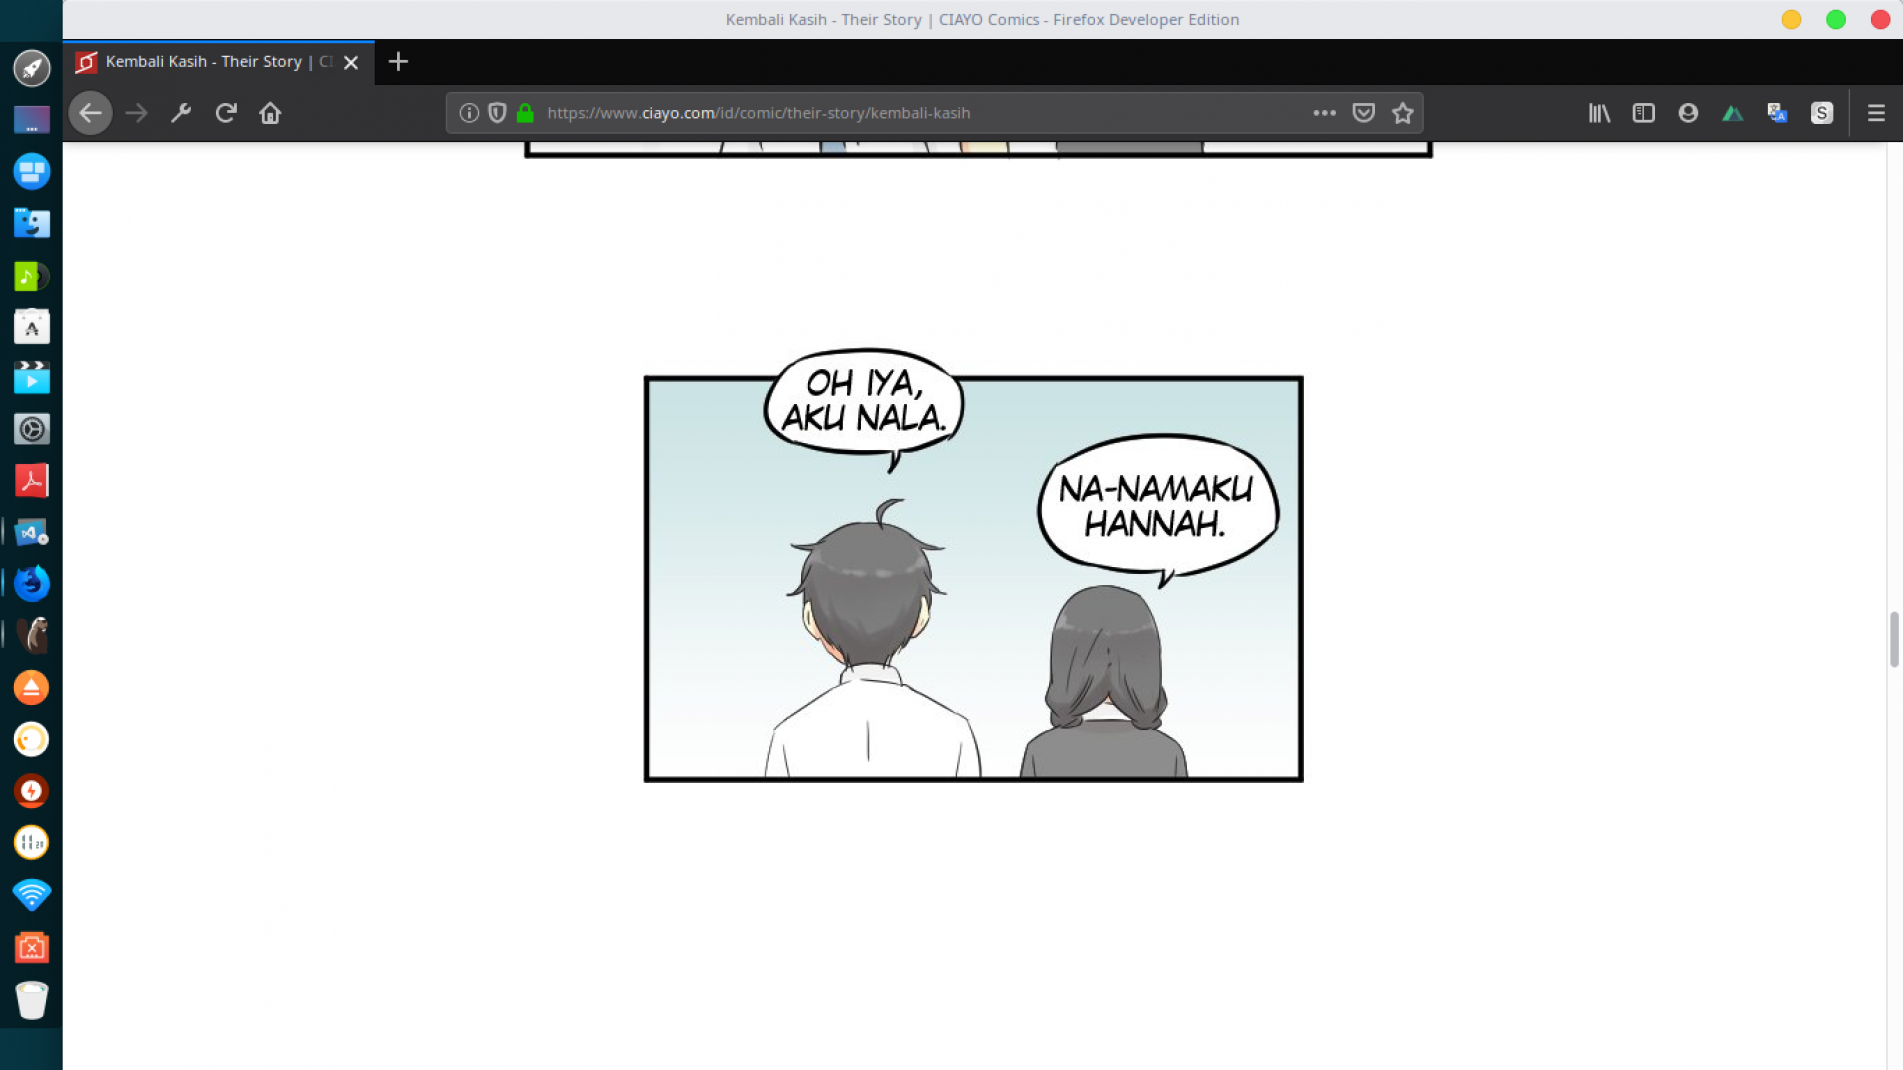 Kembali Kasih - Their Story | CIAYO Comics - Firefox Developer Edition
Kembali Kasih - Their Story | CI
https://www.ciayo.com/id/comic/their-story/kembali-kasih
S
OH IYA,
AKU NALA.
NA-NAMAKU
HANNAH.